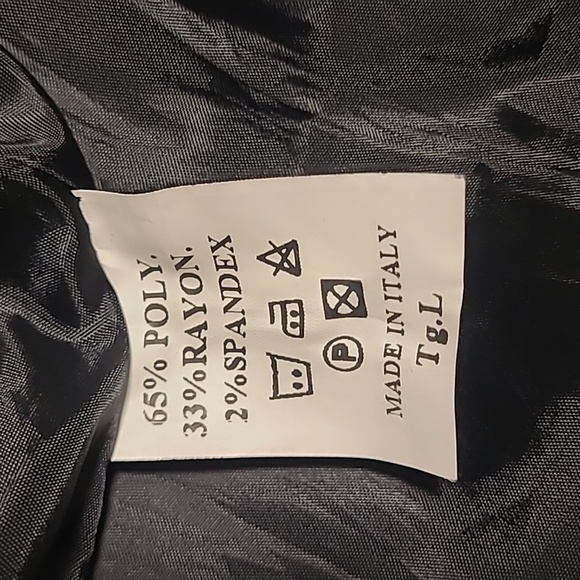 65% POLY.
33%RAYON.
2%SPANDEX
P
MADE IN ITALY
Tg.L